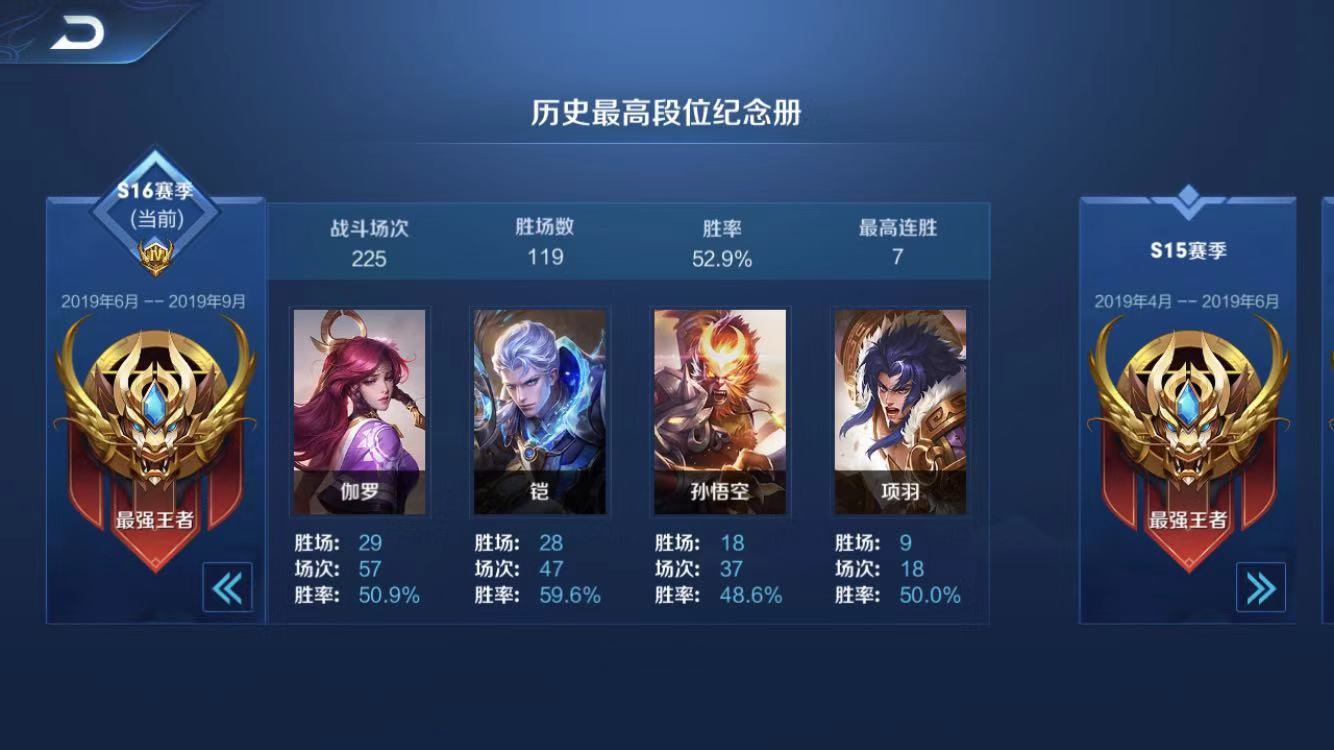 历史最高段位纪念册
S16赛季
(当前)
IV
2019年6月 -- 2019年9月
最强王者
战斗场次 胜场数 胜率 最高连胜
225 119 52.9% 7
伽罗 铠 孙悟空 项羽
胜场: 29 胜场: 28 胜场: 18 胜场: 9
场次: 57 场次: 47 场次: 37 场次: 18
胜率: 50.9% 胜率: 59.6% 胜率: 48.6% 胜率: 50.0%
S15赛季
2019年4月 -- 2019年6月
最强王者